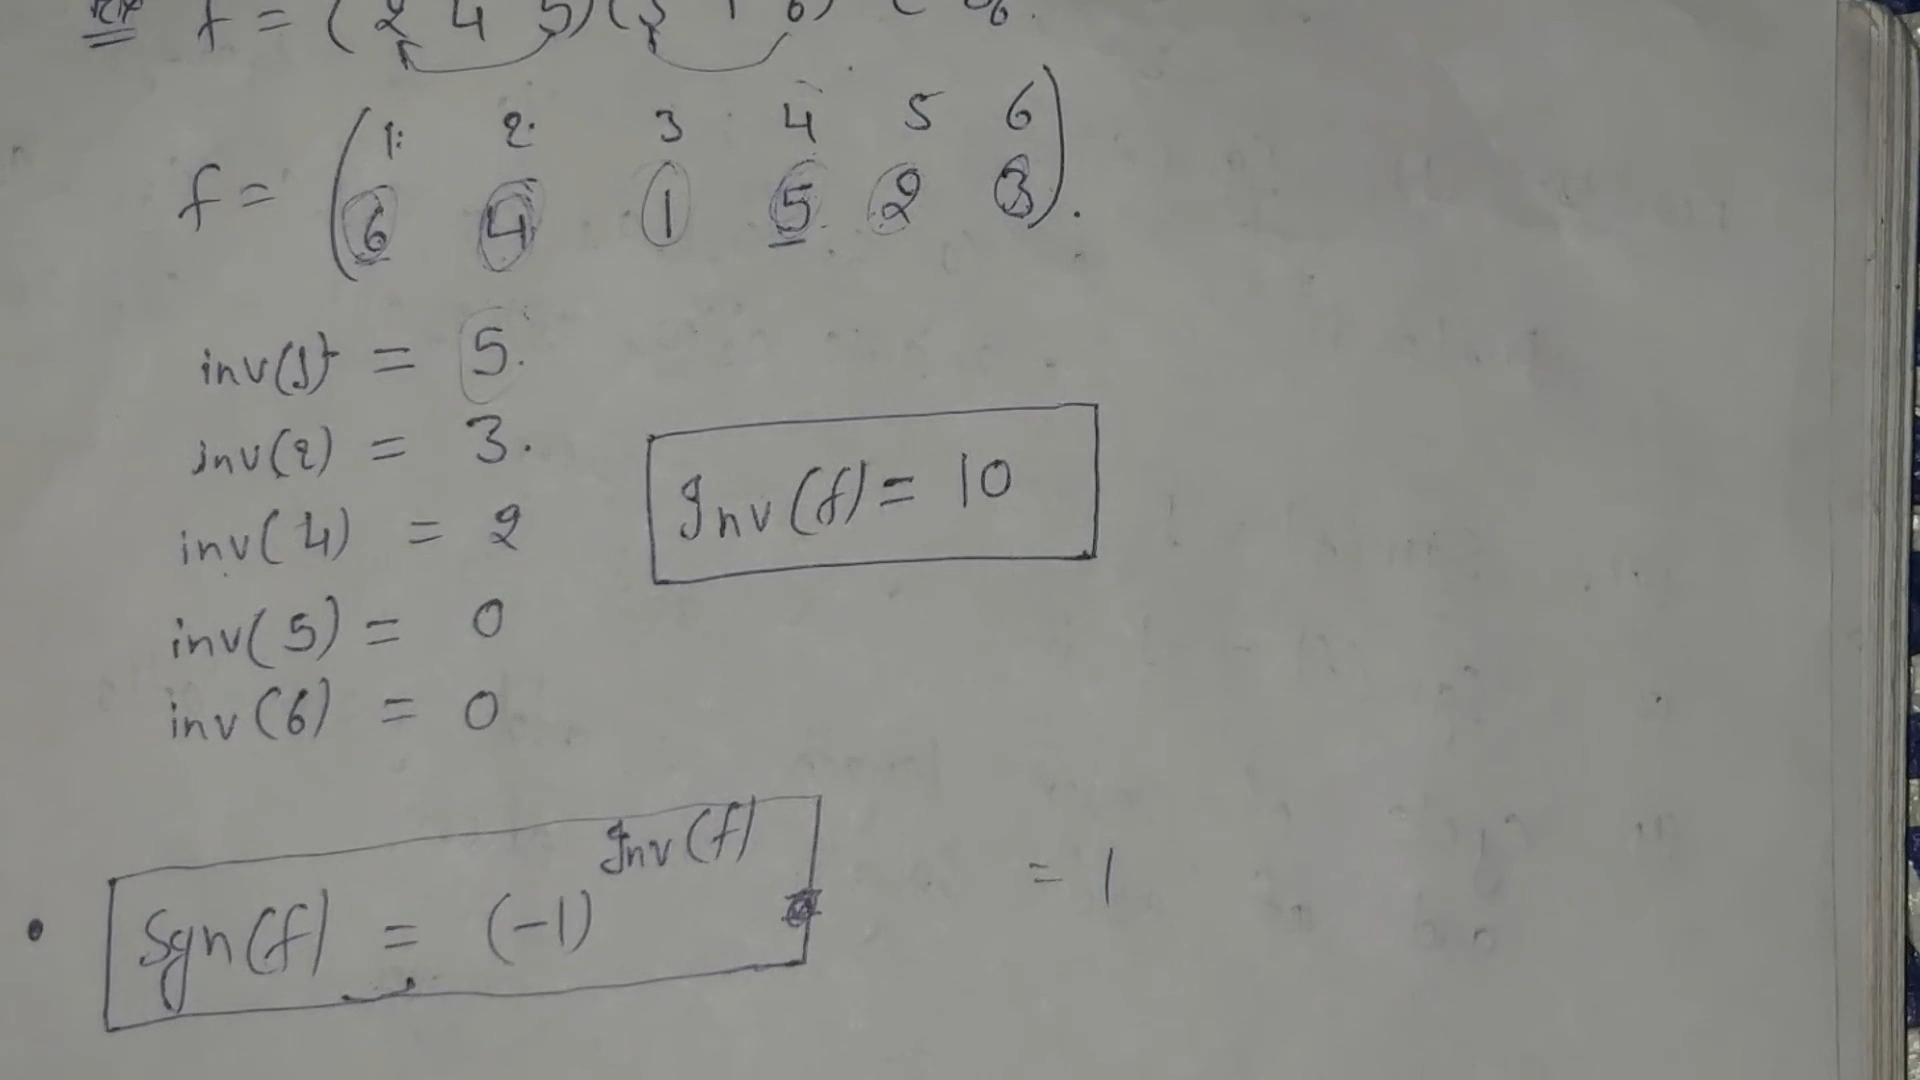 f = (2 4 5)(3 1 6) ∈
1 2 3 4 5 6
f = ( 6 4 1 5 2 3 ).
inv(1) = 5.
inv(2) = 3.
Inv(f) = 10
inv(4) = 2
inv(5) = 0
inv(6) = 0
• Sgn(f) = (-1)^Inv(f) = 1